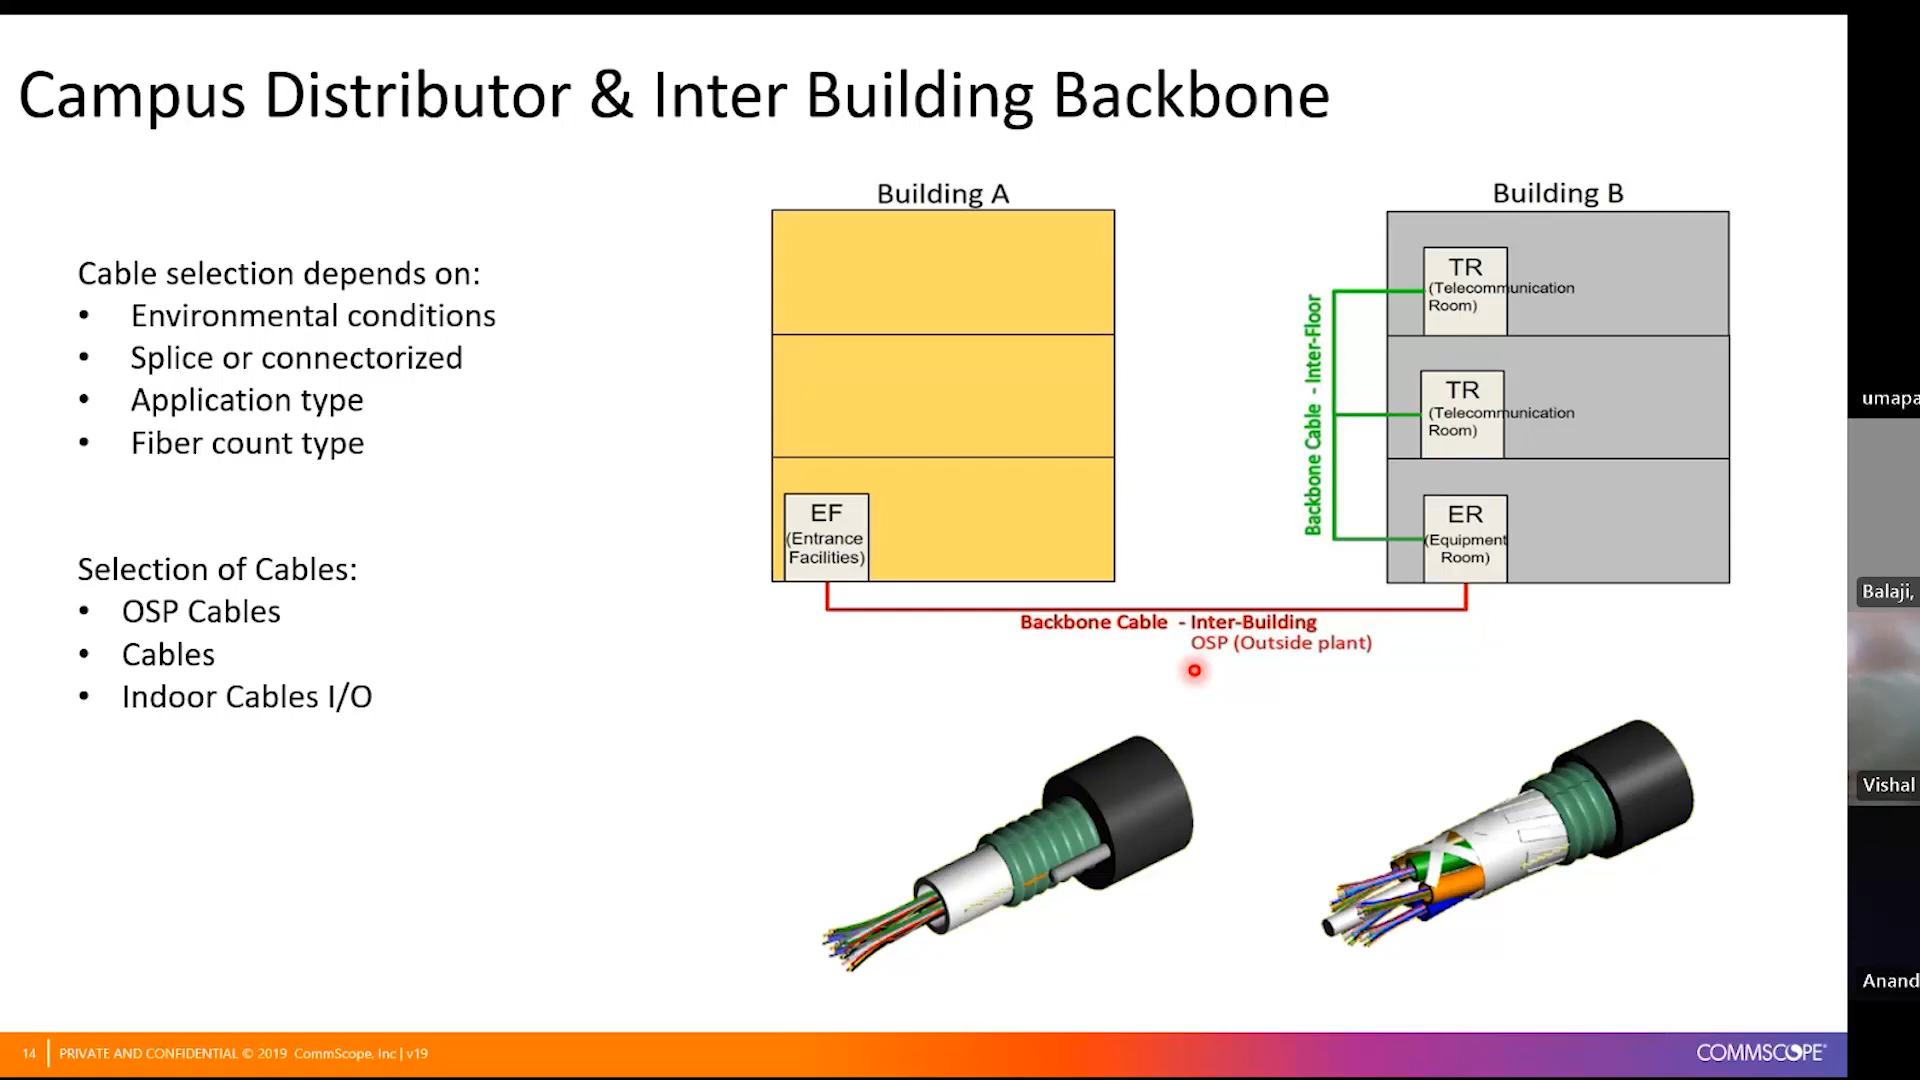 Campus Distributor & Inter Building Backbone
Cable selection depends on:
• Environmental conditions
• Splice or connectorized
• Application type
• Fiber count type
Selection of Cables:
• OSP Cables
• Cables
• Indoor Cables I/O
Building A
EF
(Entrance
Facilities)
Building B
TR
(Telecommunication
Room)
TR
(Telecommunication
Room)
ER
(Equipment
Room)
Backbone Cable - Inter-Floor
Backbone Cable - Inter-Building
OSP (Outside plant)
14 PRIVATE AND CONFIDENTIAL © 2019 CommScope, Inc | v19
COMMSCOPE®
umapa
Balaji,
Vishal
Anand